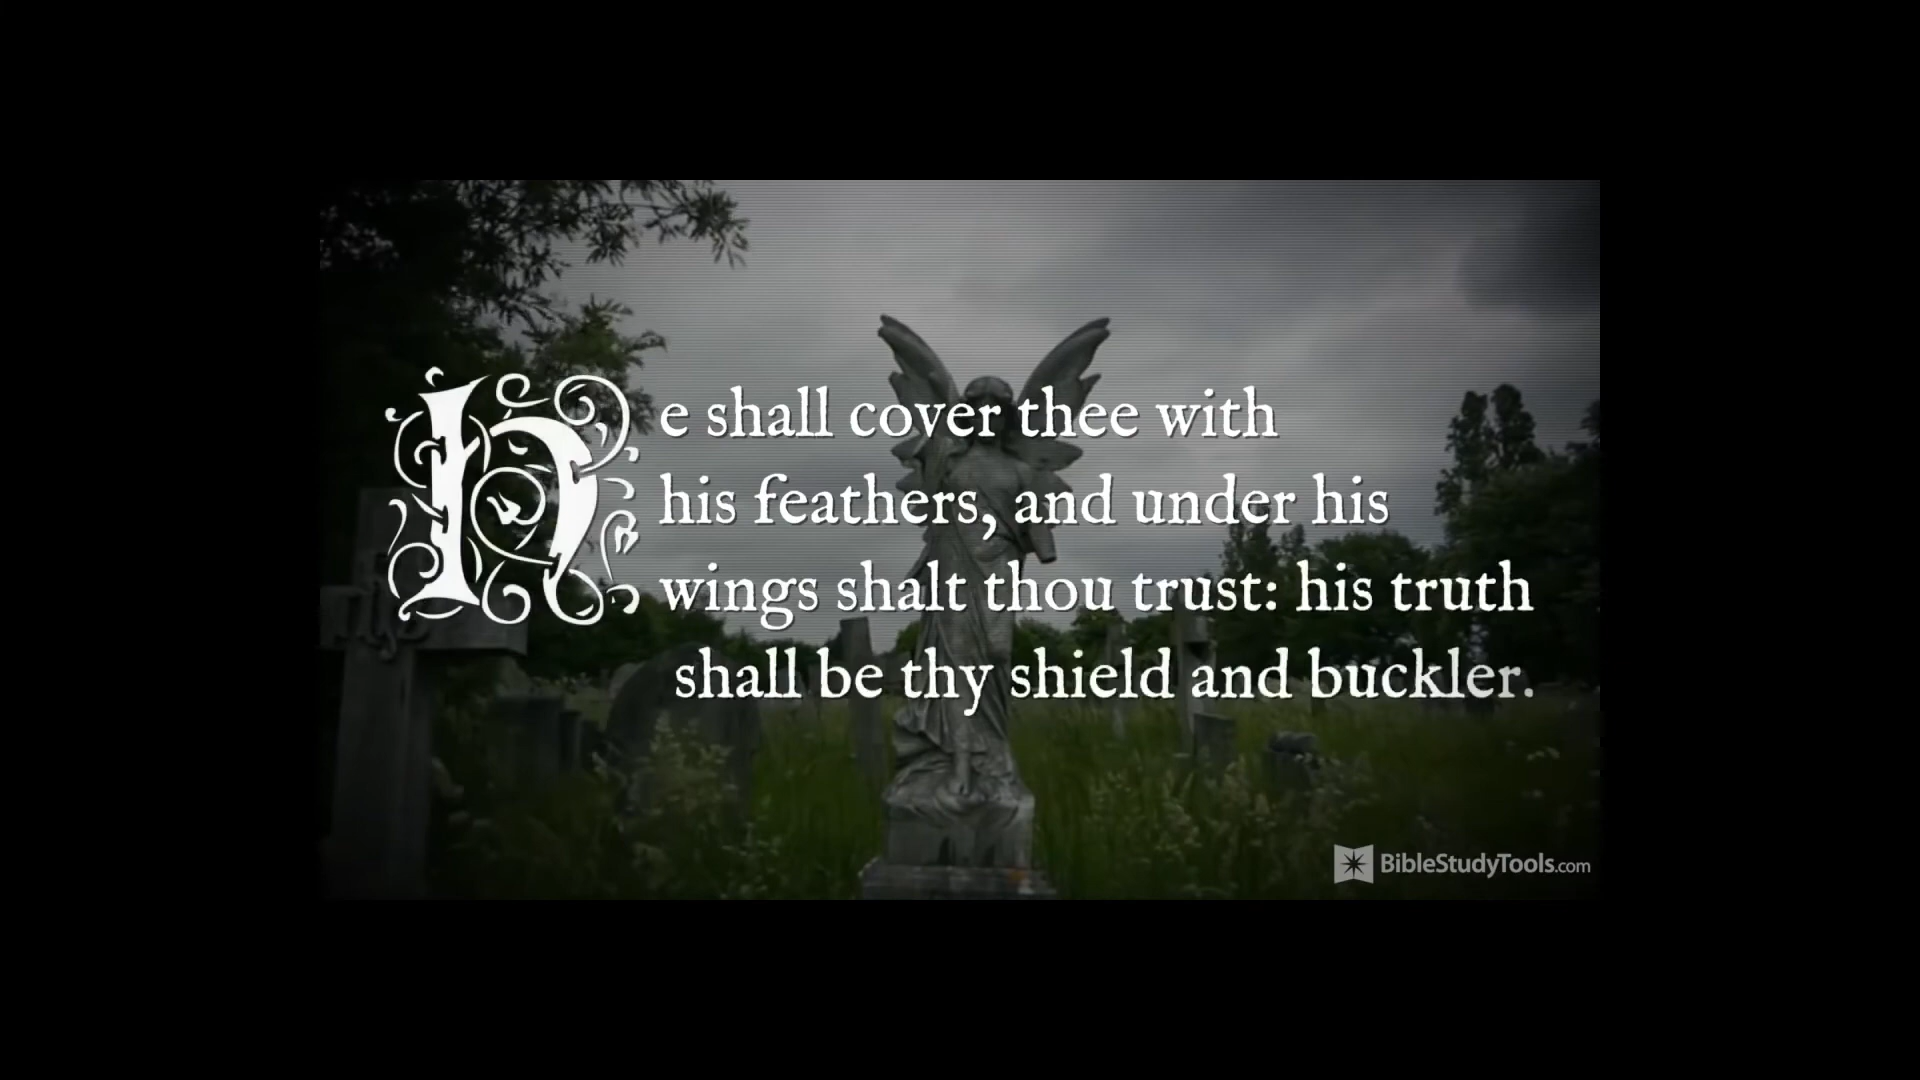 He shall cover thee with
his feathers, and under his
wings shalt thou trust: his truth
shall be thy shield and buckler.
BibleStudyTools.com